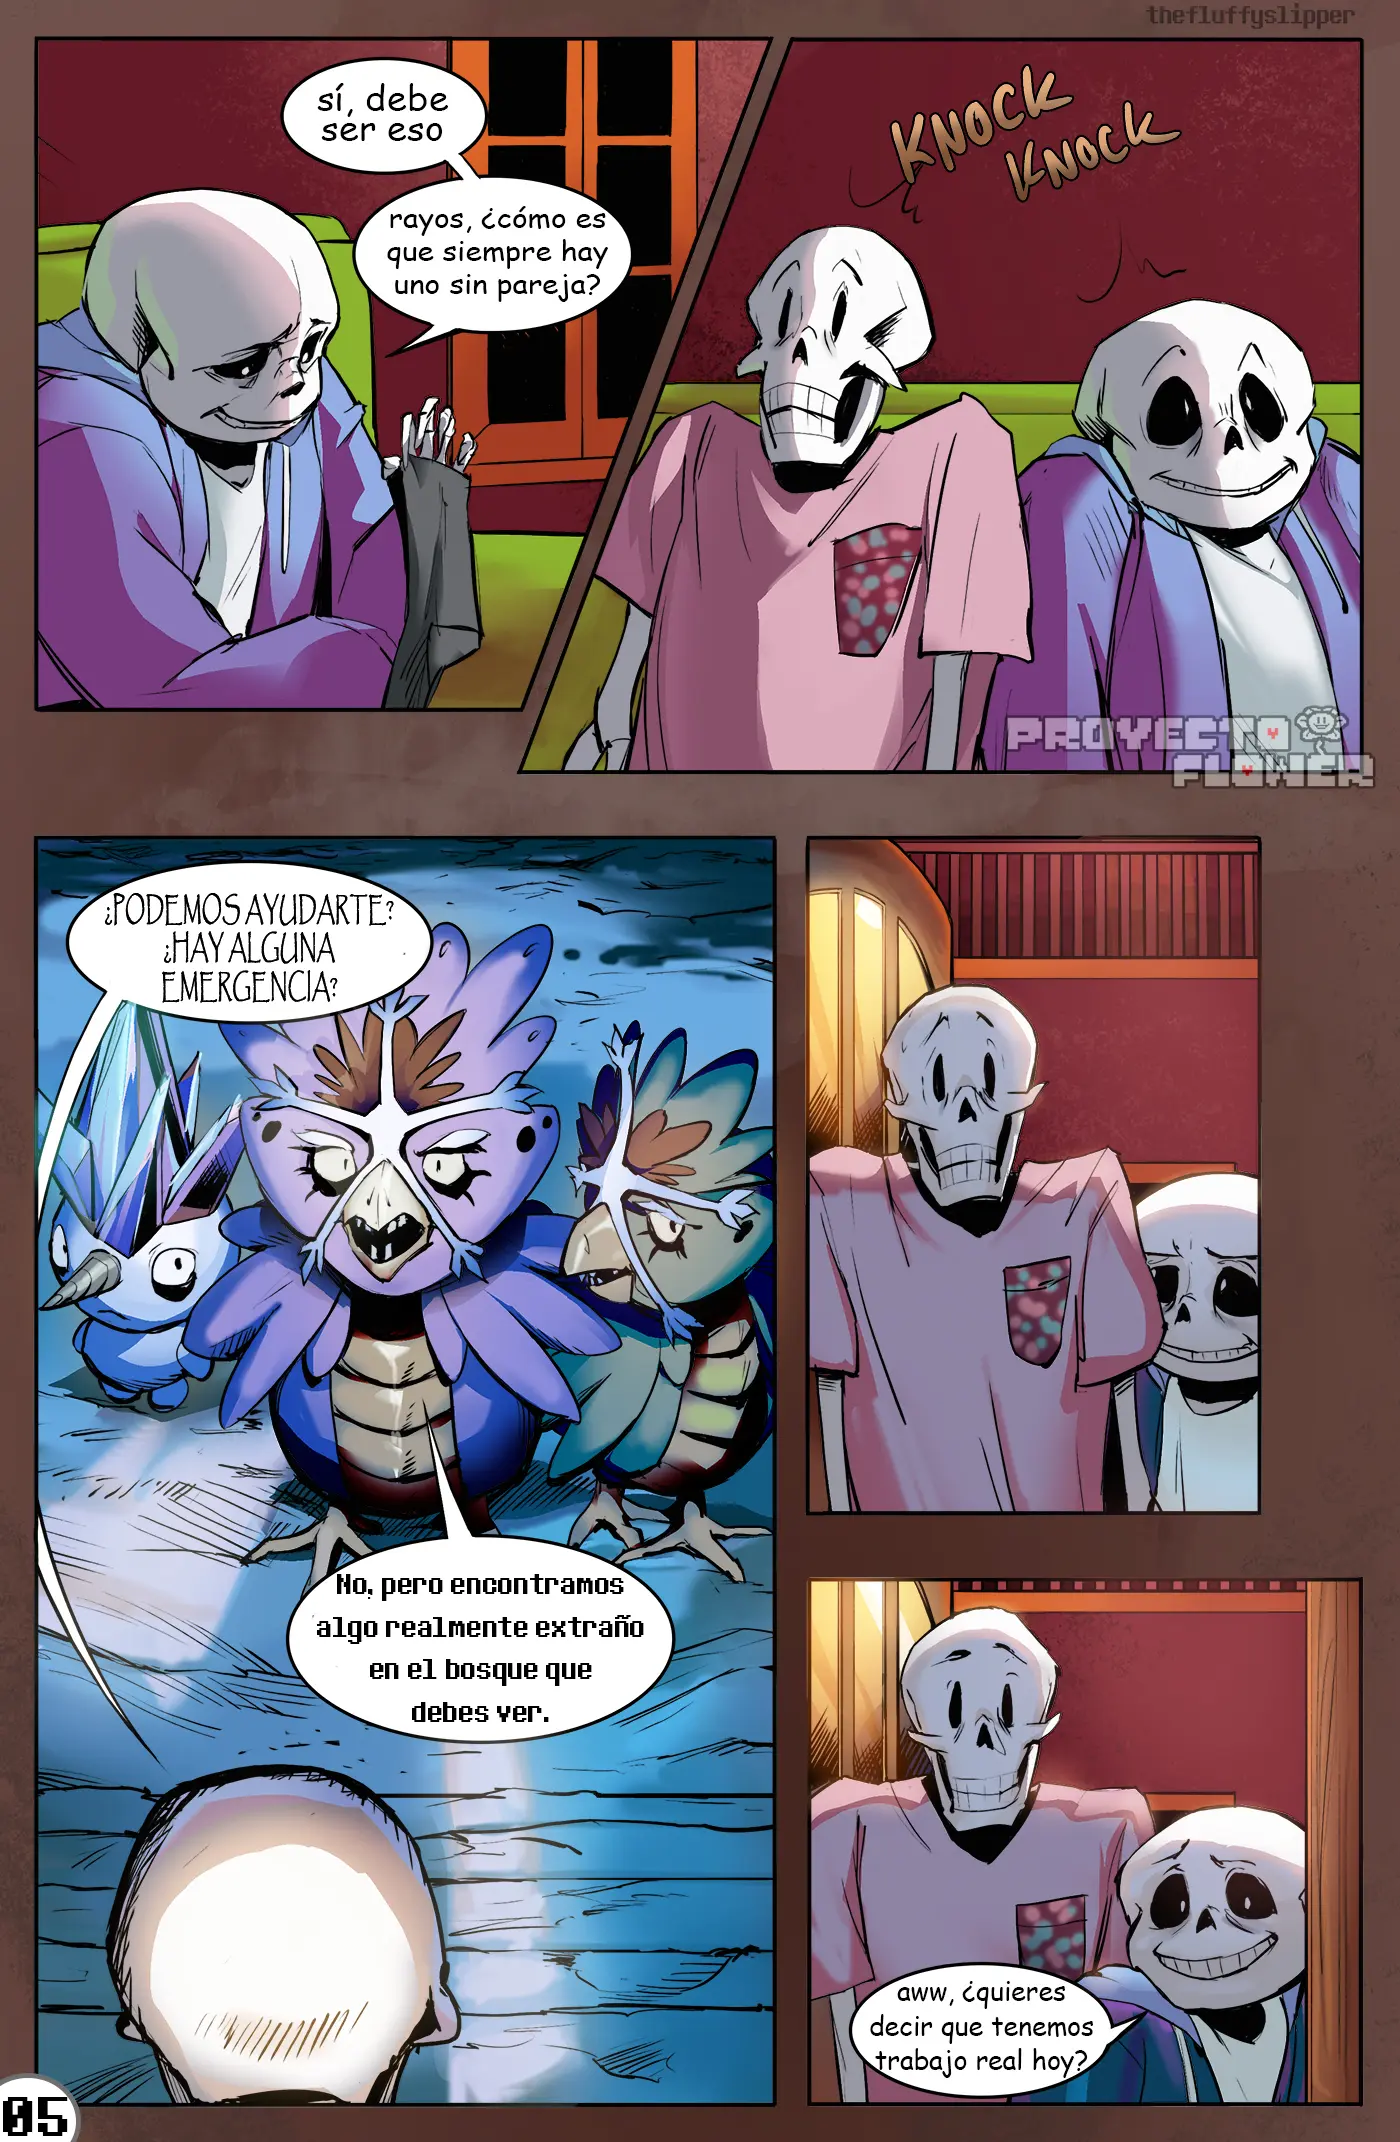 thefluffyslipper
sí, debe
ser eso
rayos, ¿cómo es
que siempre hay
uno sin pareja?
KNOCK
KNOCK
PROYECTO
FLOWER
¿PODEMOS AYUDARTE?
¿HAY ALGUNA
EMERGENCIA?
No, pero encontramos
algo realmente extraño
en el bosque que
debes ver.
aww, ¿quieres
decir que tenemos
trabajo real hoy?
05